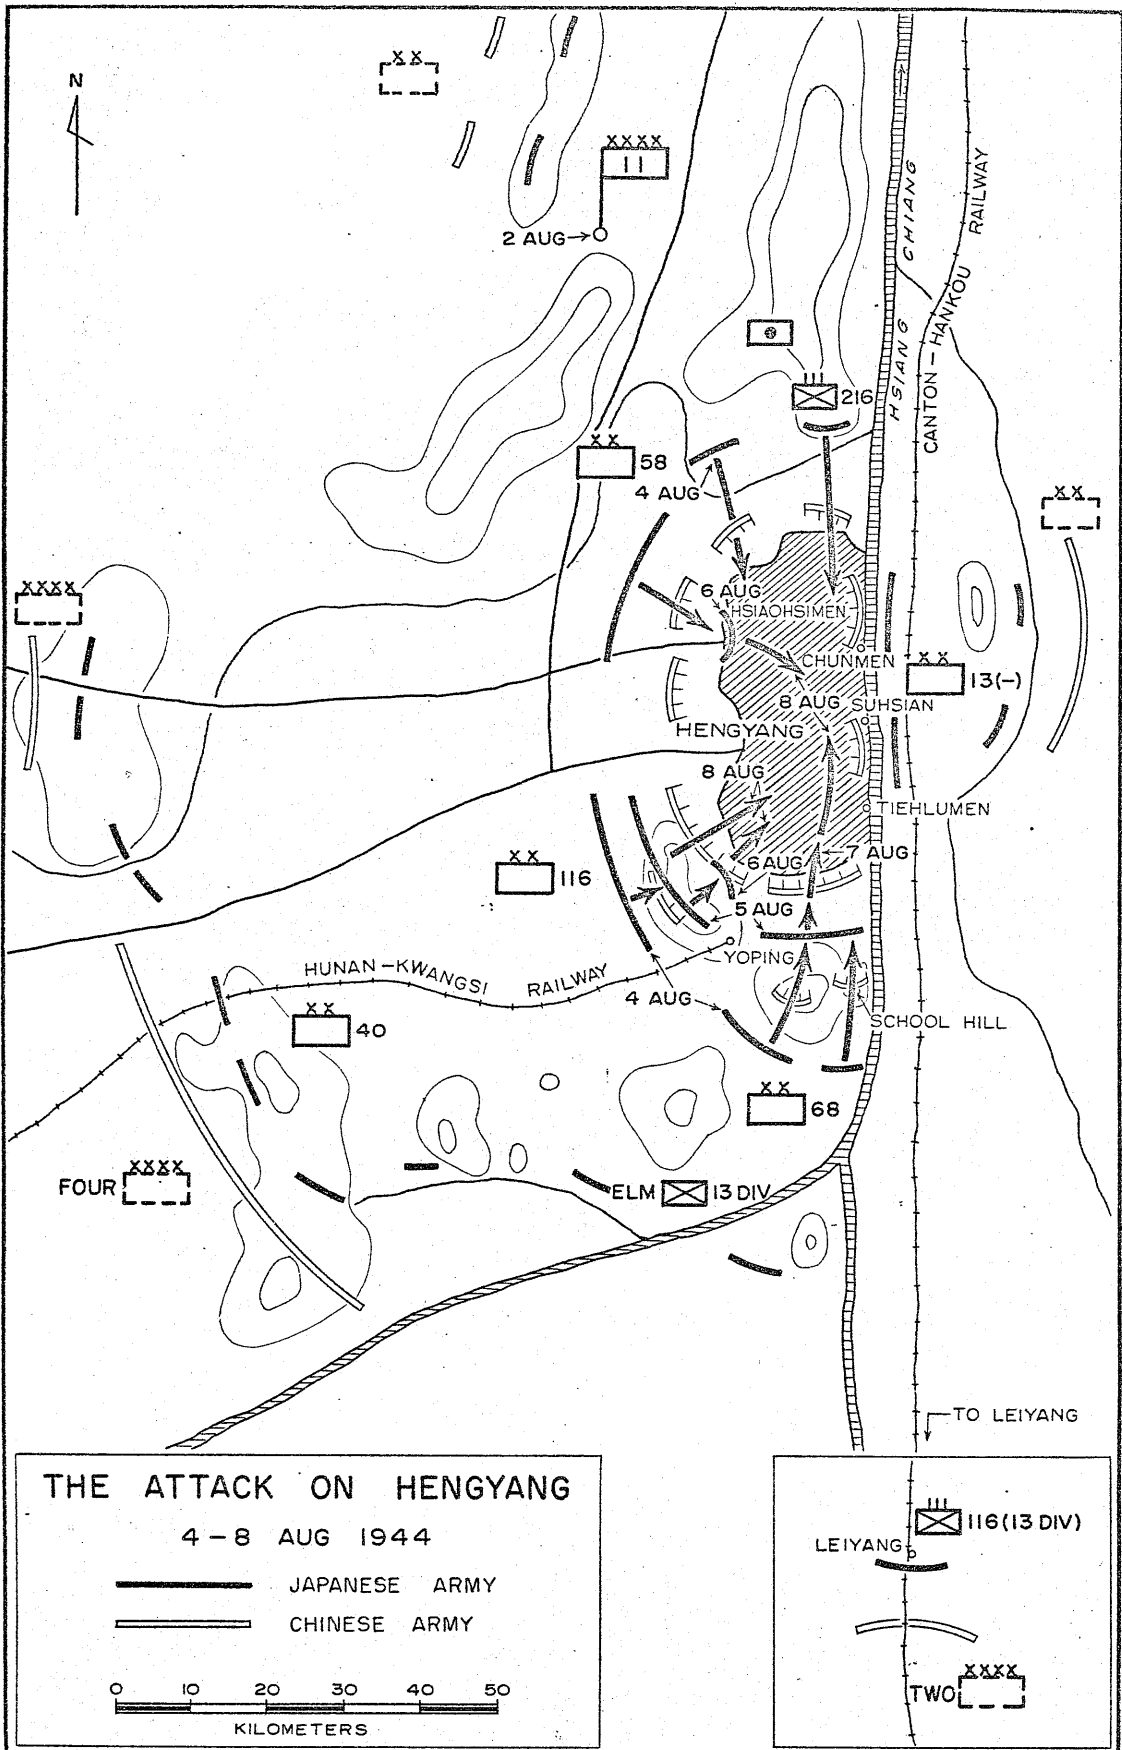 N
XX
XXXX
11
2 AUG
CHIANG
HSIANG
RAILWAY
CANTON-HANKOU
III
216
XX
58
4 AUG
XX
XXXX
6 AUG
HSIAOHSIMEN
CHUNMEN
XX
13(-)
8 AUG
SUHSIAN
HENGYANG
8 AUG
TIEHLUMEN
XX
116
6 AUG
7 AUG
5 AUG
YOPING
HUNAN-KWANGSI RAILWAY
4 AUG
SCHOOL HILL
XX
40
XX
68
XXXX
FOUR
ELM
13 DIV
TO LEIYANG
THE ATTACK ON HENGYANG
4-8 AUG 1944
JAPANESE ARMY
CHINESE ARMY
0 10 20 30 40 50
KILOMETERS
III
116(13 DIV)
LEIYANG
XXXX
TWO